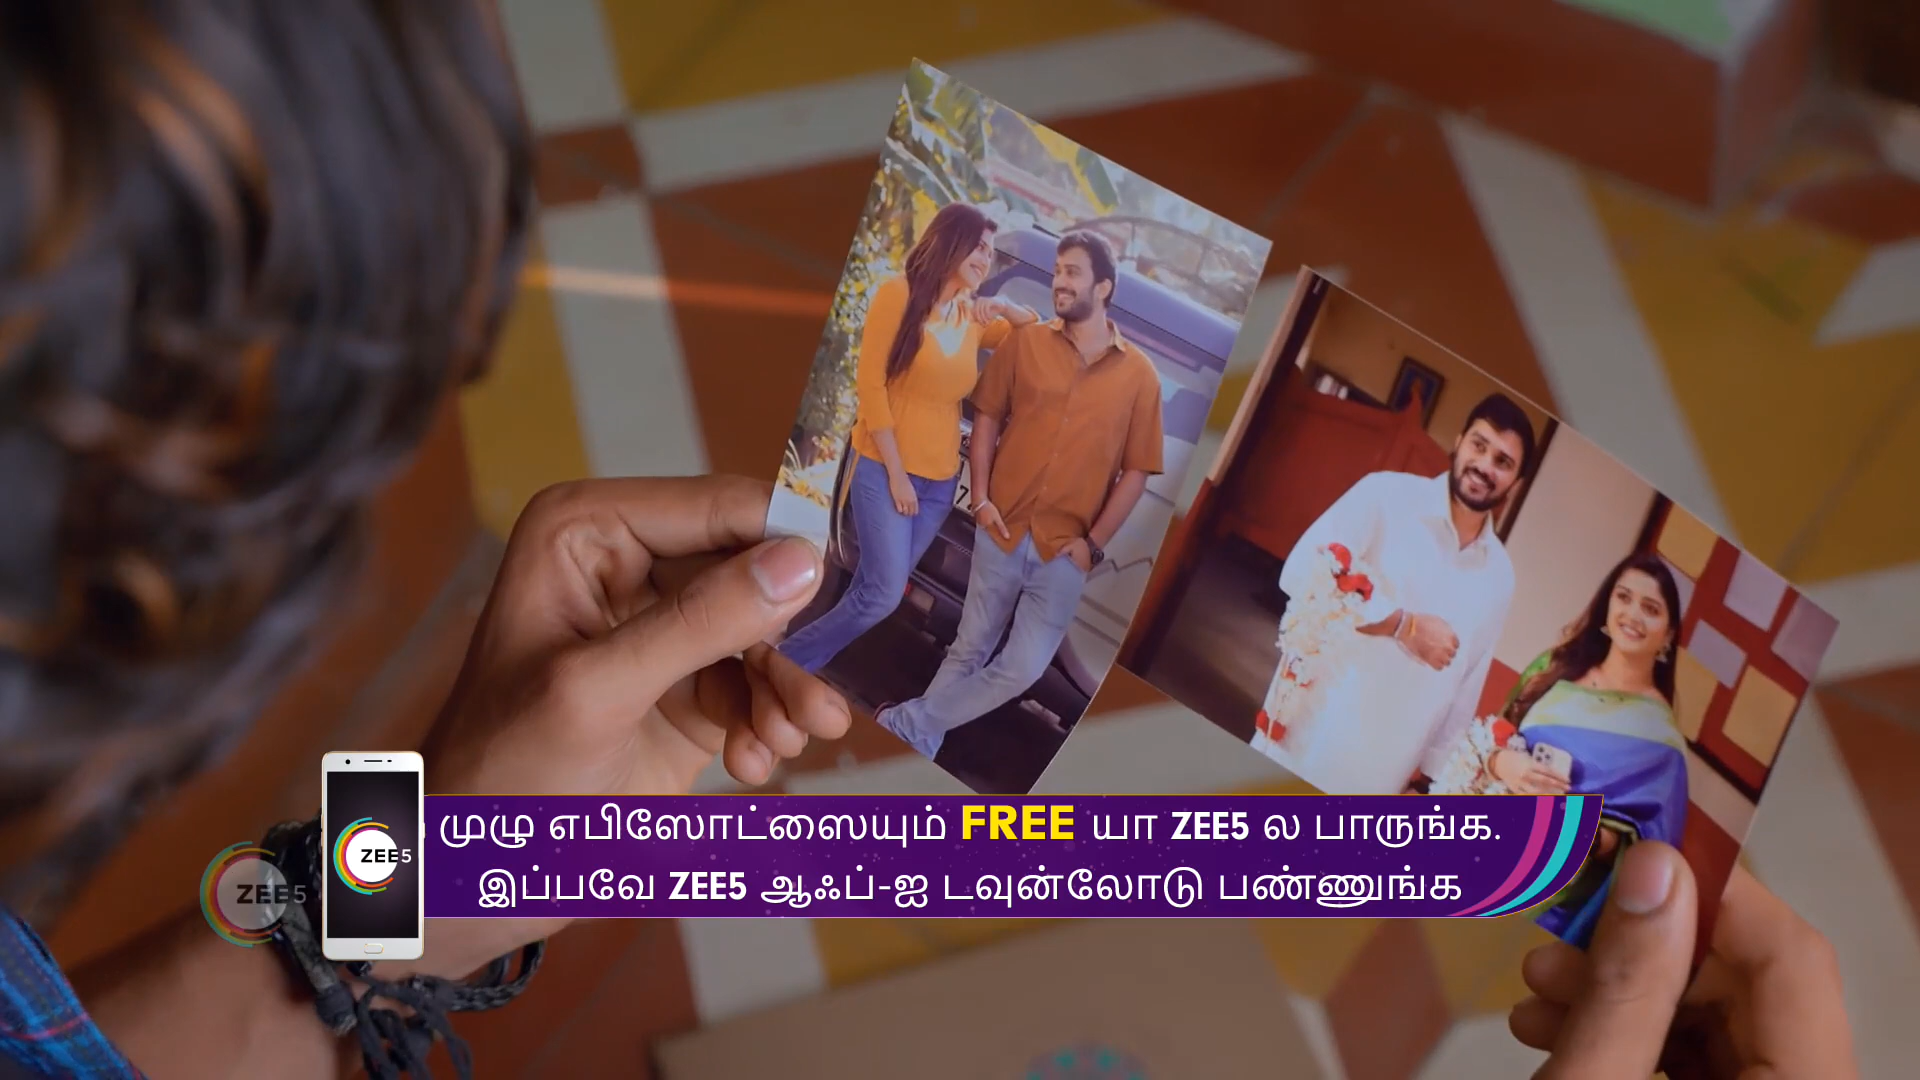 முழு எபிஸோட்ஸையும் FREE யா ZEE5 ல பாருங்க.
இப்பவே ZEE5 ஆஃப்-ஐ டவுன்லோடு பண்ணுங்க
ZEE5
ZEE5